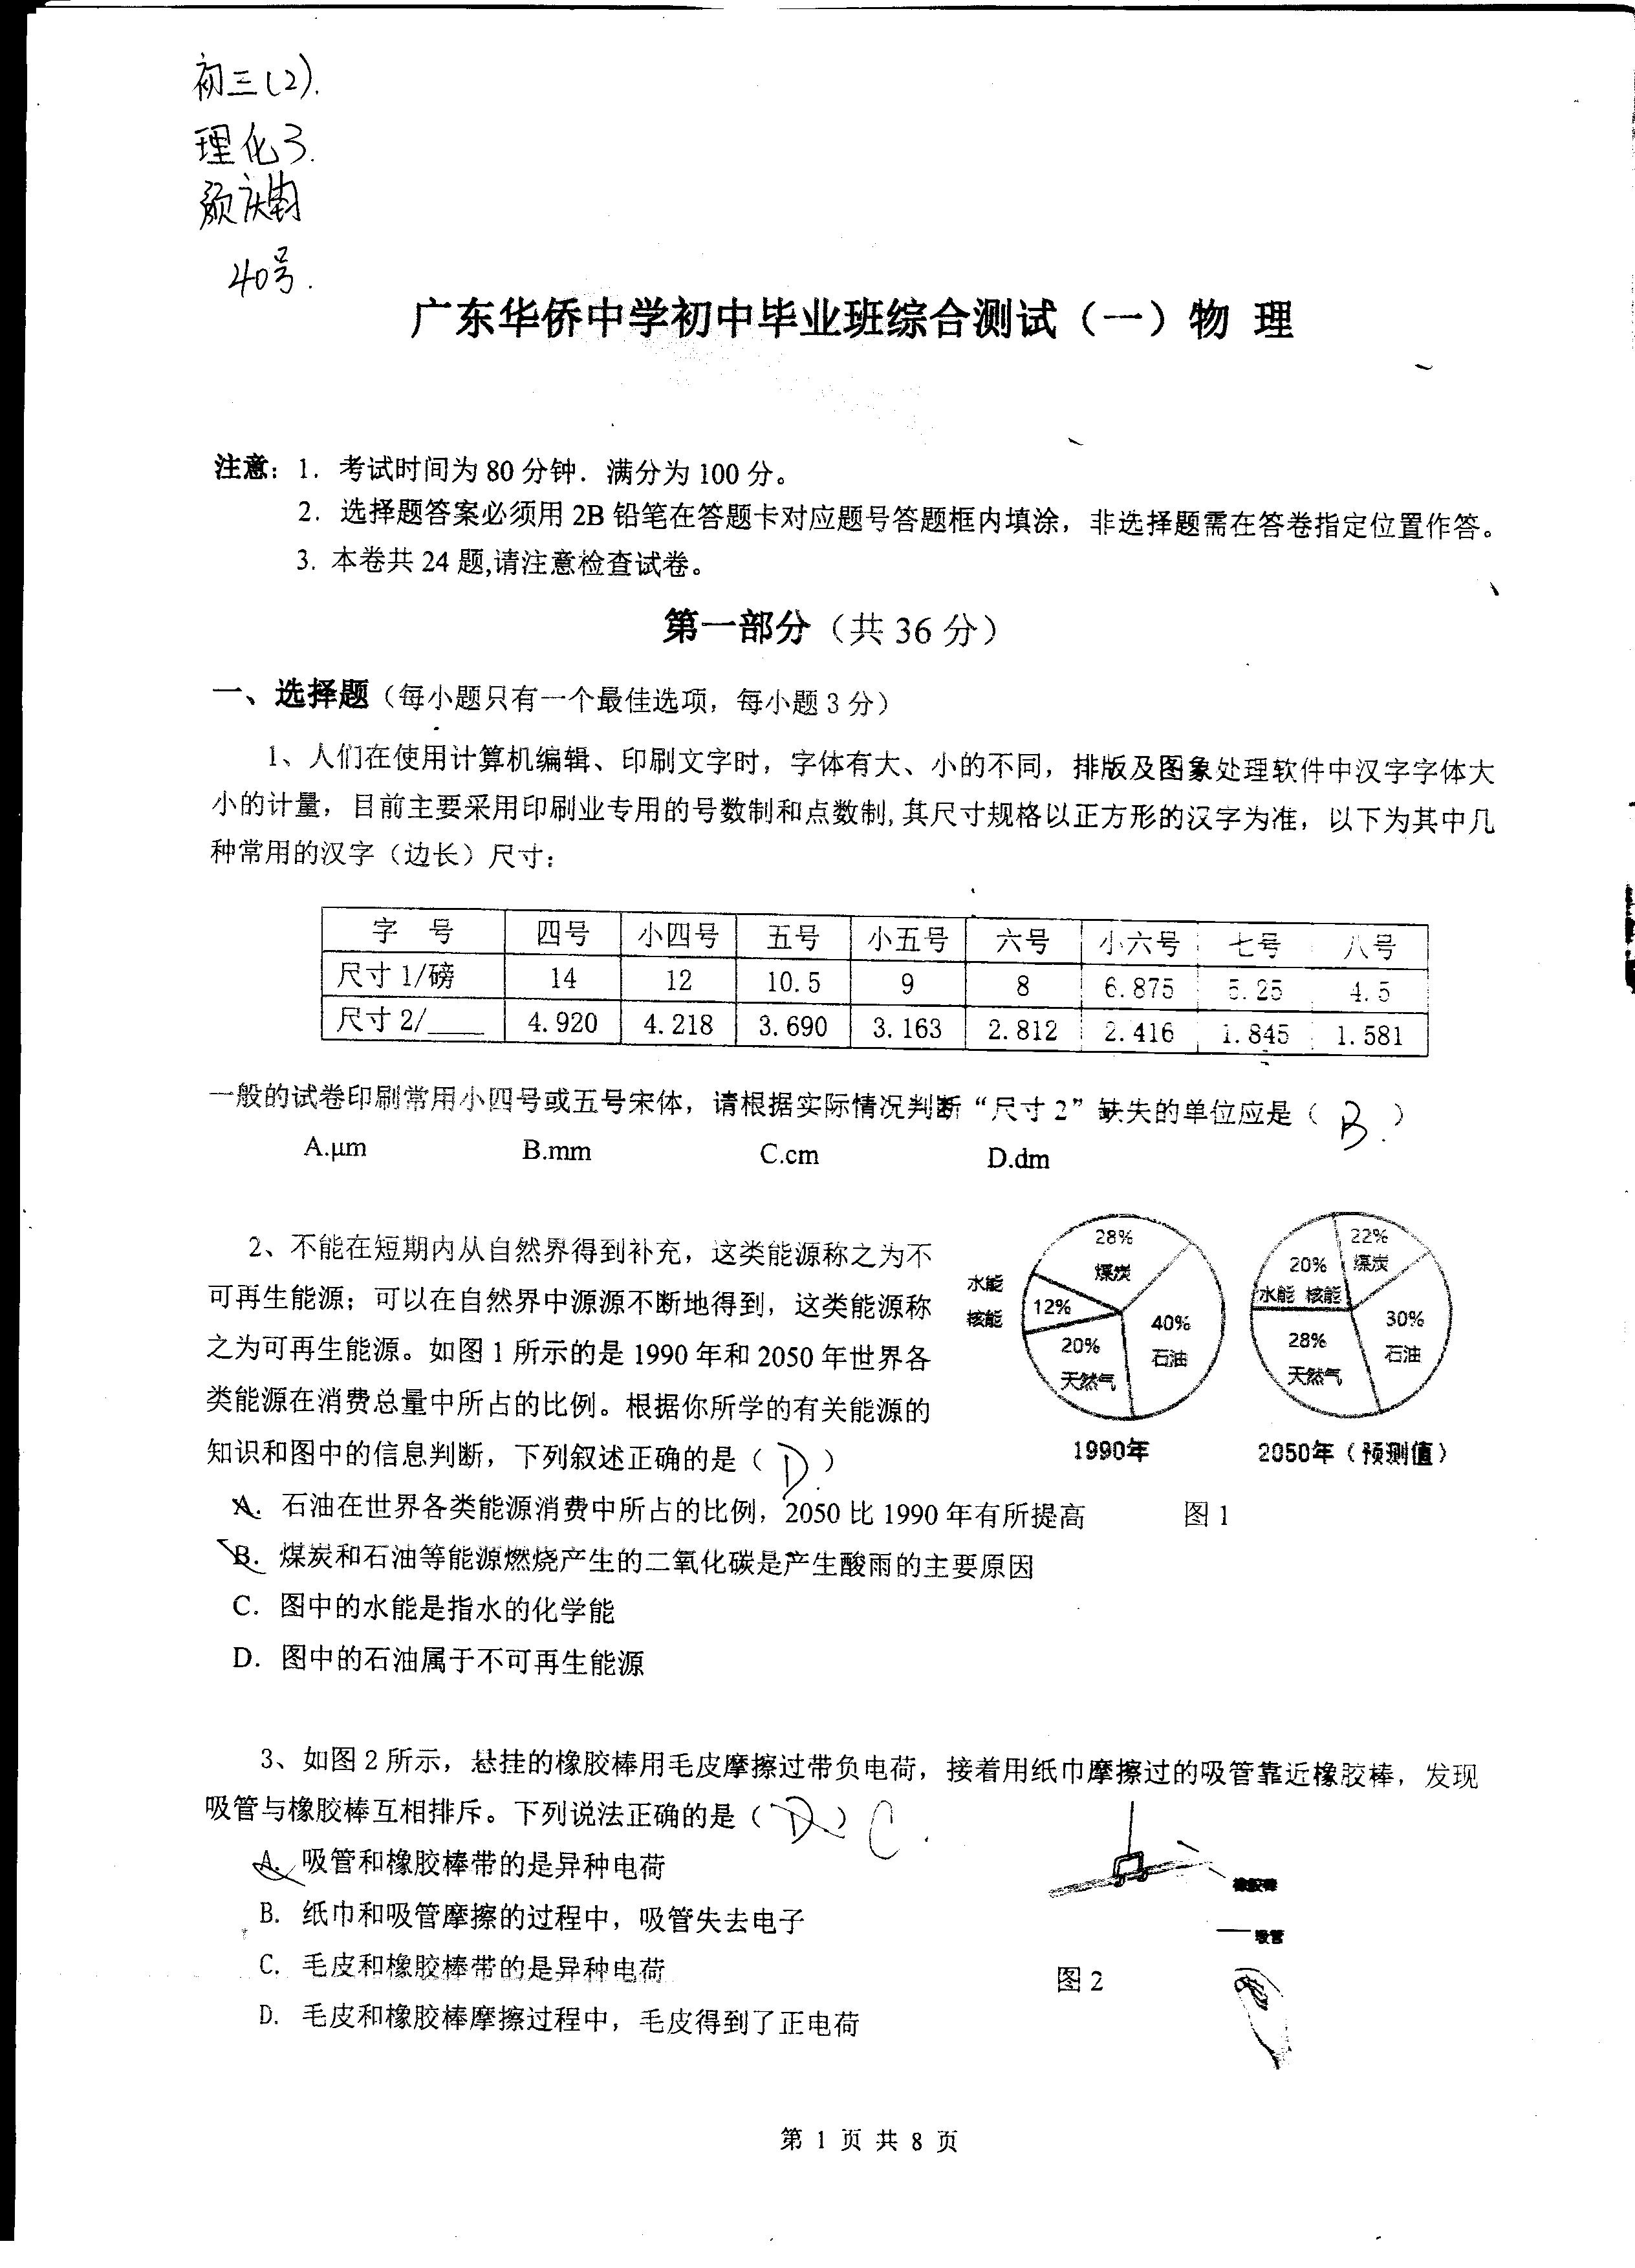 初三(2).
理化3.
颜
40号.
广东华侨中学初中毕业班综合测试（一）物 理
注意：1. 考试时间为 80 分钟．满分为 100 分。
2. 选择题答案必须用 2B 铅笔在答题卡对应题号答题框内填涂，非选择题需在答卷指定位置作答。
3. 本卷共 24 题,请注意检查试卷。
第一部分（共 36 分）
一、选择题（每小题只有一个最佳选项，每小题 3 分）
1、人们在使用计算机编辑、印刷文字时，字体有大、小的不同，排版及图象处理软件中汉字字体大
小的计量，目前主要采用印刷业专用的号数制和点数制,其尺寸规格以正方形的汉字为准，以下为其中几
种常用的汉字（边长）尺寸：
字 号 四号 小四号 五号 小五号 六号 小六号 七号 八号
尺寸 1/磅 14 12 10.5 9 8 6.875 5.25 4.5
尺寸 2/____ 4.920 4.218 3.690 3.163 2.812 2.416 1.845 1.581
一般的试卷印刷常用小四号或五号宋体，请根据实际情况判断“尺寸 2”缺失的单位应是（ B. ）
A.μm B.mm C.cm D.dm
2、不能在短期内从自然界得到补充，这类能源称之为不
可再生能源；可以在自然界中源源不断地得到，这类能源称
之为可再生能源。如图 1 所示的是 1990 年和 2050 年世界各
类能源在消费总量中所占的比例。根据你所学的有关能源的
知识和图中的信息判断，下列叙述正确的是（ D. ）
28%
煤炭
水能
核能
12%
40%
石油
20%
天然气
1990年
22%
煤炭
20%
水能 核能
30%
石油
28%
天然气
2050年（预测值）
图 1
A. 石油在世界各类能源消费中所占的比例，2050 比 1990 年有所提高
B. 煤炭和石油等能源燃烧产生的二氧化碳是产生酸雨的主要原因
C. 图中的水能是指水的化学能
D. 图中的石油属于不可再生能源
3、如图 2 所示，悬挂的橡胶棒用毛皮摩擦过带负电荷，接着用纸巾摩擦过的吸管靠近橡胶棒，发现
吸管与橡胶棒互相排斥。下列说法正确的是（ D ） C.
A. 吸管和橡胶棒带的是异种电荷
B. 纸巾和吸管摩擦的过程中，吸管失去电子
C. 毛皮和橡胶棒带的是异种电荷
D. 毛皮和橡胶棒摩擦过程中，毛皮得到了正电荷
橡胶棒
吸管
图 2
第 1 页 共 8 页